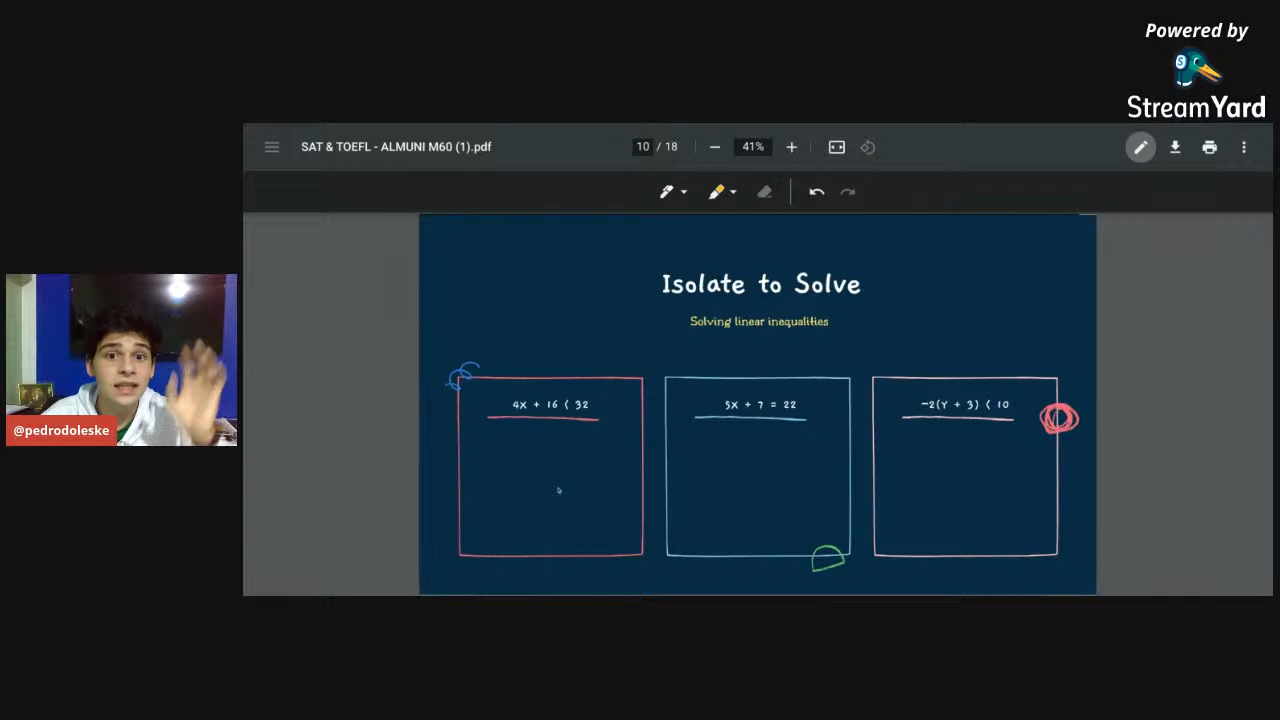 Powered by
StreamYard
SAT & TOEFL - ALMUNI M60 (1).pdf
10 / 18
41%
Isolate to Solve
Solving linear inequalities
4X + 16 < 32
5X + 7 = 22
-2(Y + 3) < 10
@pedrodoleske